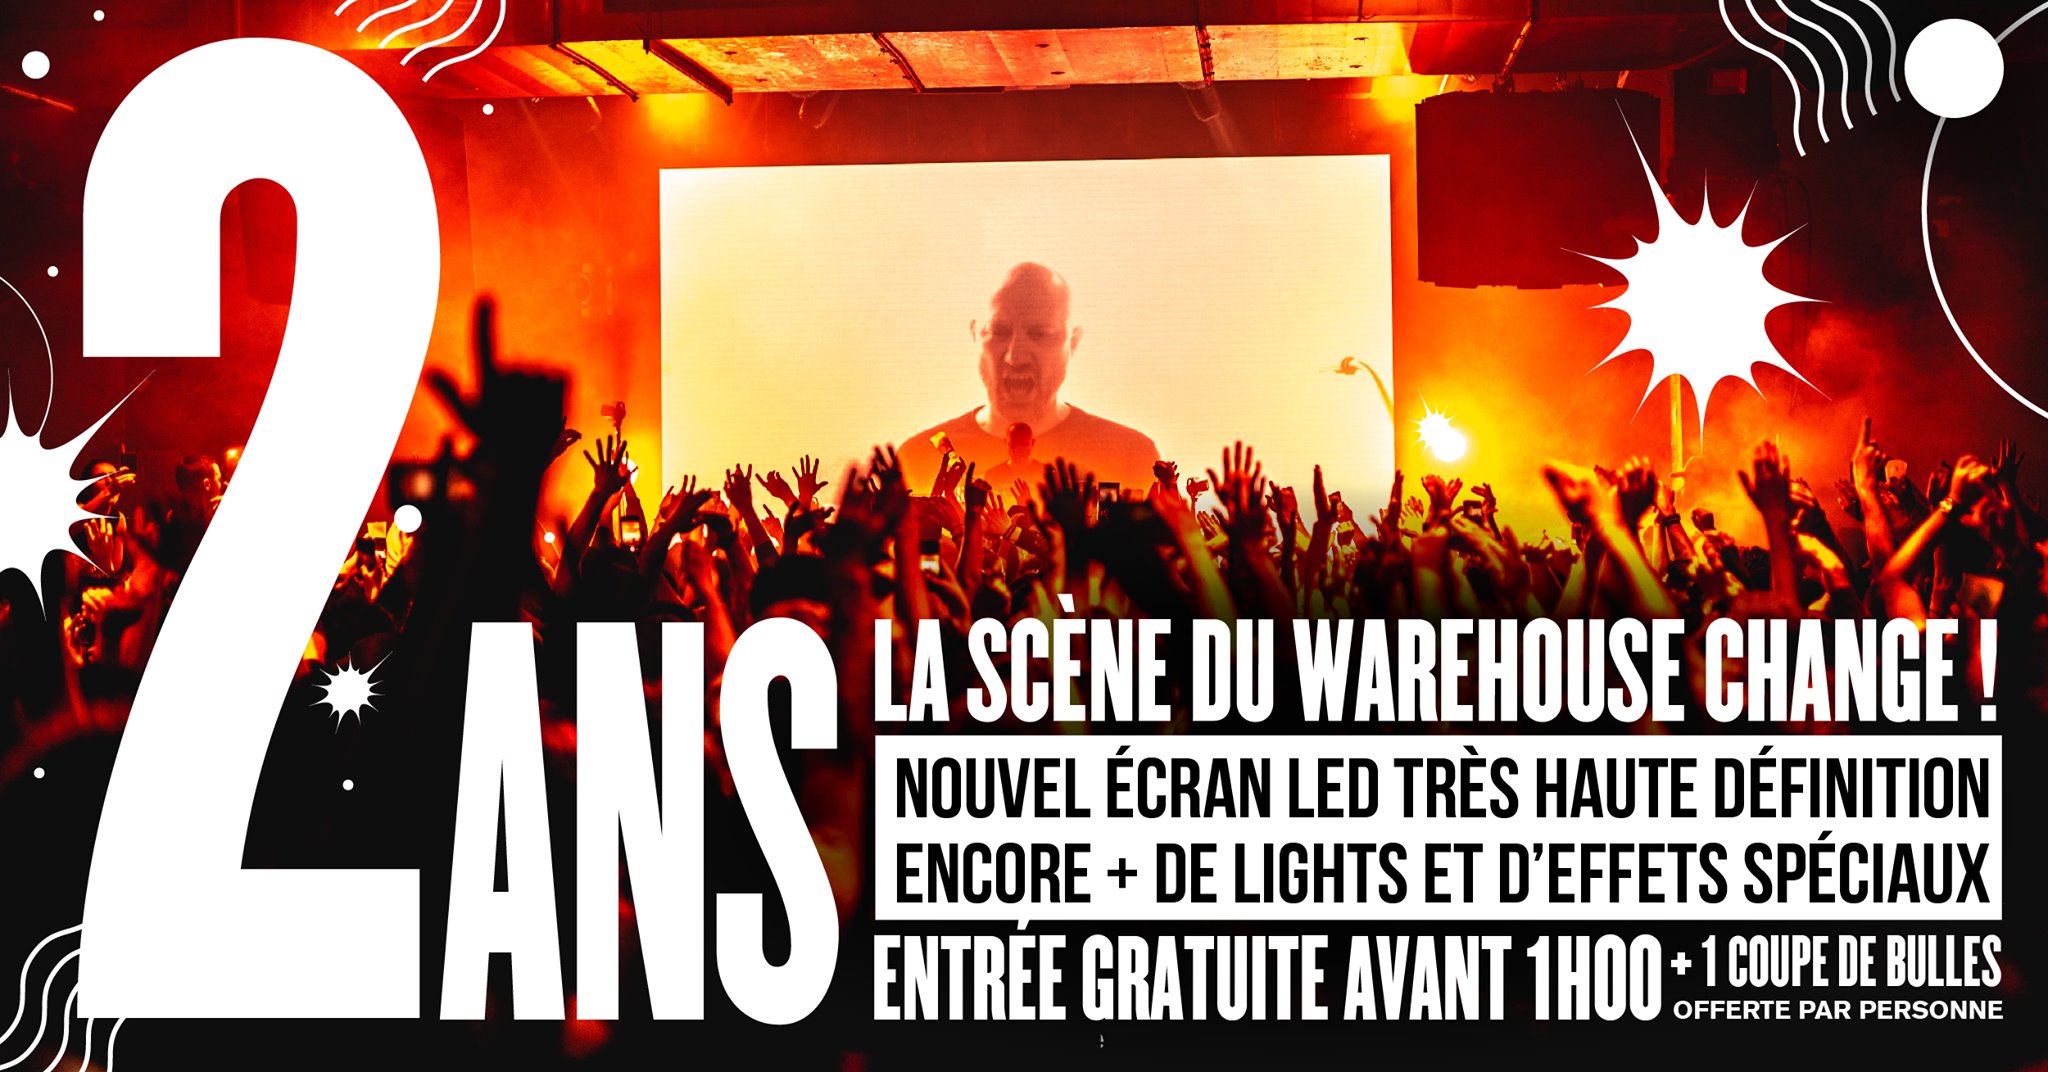 2 ANS
LA SCÈNE DU WAREHOUSE CHANGE !
NOUVEL ÉCRAN LED TRÈS HAUTE DÉFINITION
ENCORE + DE LIGHTS ET D'EFFETS SPÉCIAUX
ENTRÉE GRATUITE AVANT 1H00 + 1 COUPE DE BULLES
OFFERTE PAR PERSONNE